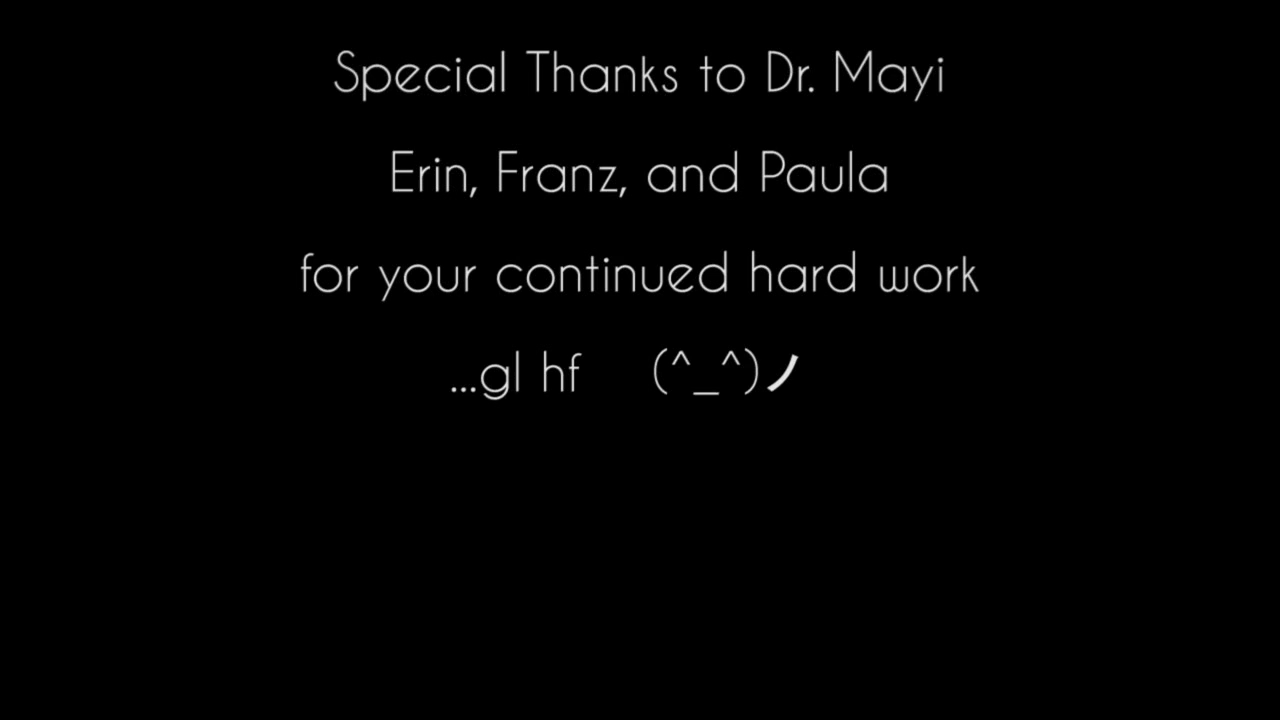 Special Thanks to Dr. Mayi
Erin, Franz, and Paula
for your continued hard work
...gl hf (^_^)ノ